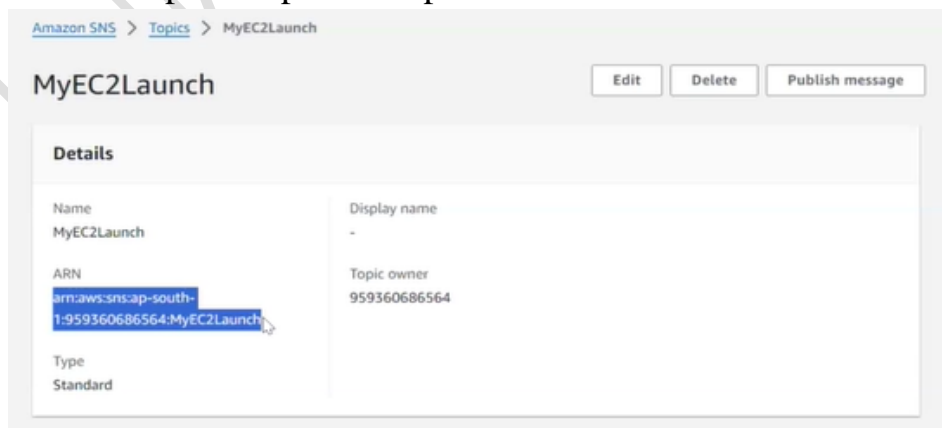 Amazon SNS > Topics > MyEC2Launch
MyEC2Launch
Edit
Delete
Publish message
Details
Name
MyEC2Launch
Display name
-
ARN
arn:aws:sns:ap-south-
1:959360686564:MyEC2Launch
Topic owner
959360686564
Type
Standard